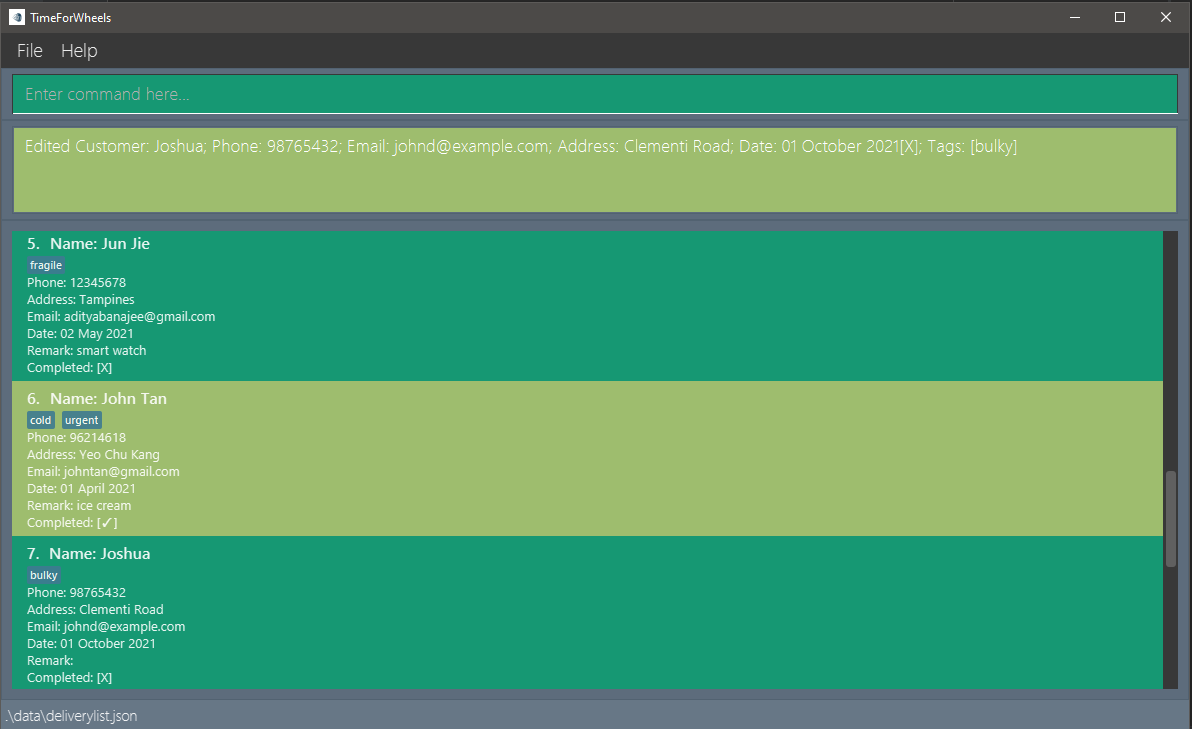 TimeForWheels
File Help
Enter command here...
Edited Customer: Joshua; Phone: 98765432; Email: johnd@example.com; Address: Clementi Road; Date: 01 October 2021[X]; Tags: [bulky]
5. Name: Jun Jie
fragile
Phone: 12345678
Address: Tampines
Email: adityabanajee@gmail.com
Date: 02 May 2021
Remark: smart watch
Completed: [X]
6. Name: John Tan
cold urgent
Phone: 96214618
Address: Yeo Chu Kang
Email: johntan@gmail.com
Date: 01 April 2021
Remark: ice cream
Completed: [✓]
7. Name: Joshua
bulky
Phone: 98765432
Address: Clementi Road
Email: johnd@example.com
Date: 01 October 2021
Remark:
Completed: [X]
.\data\deliverylist.json